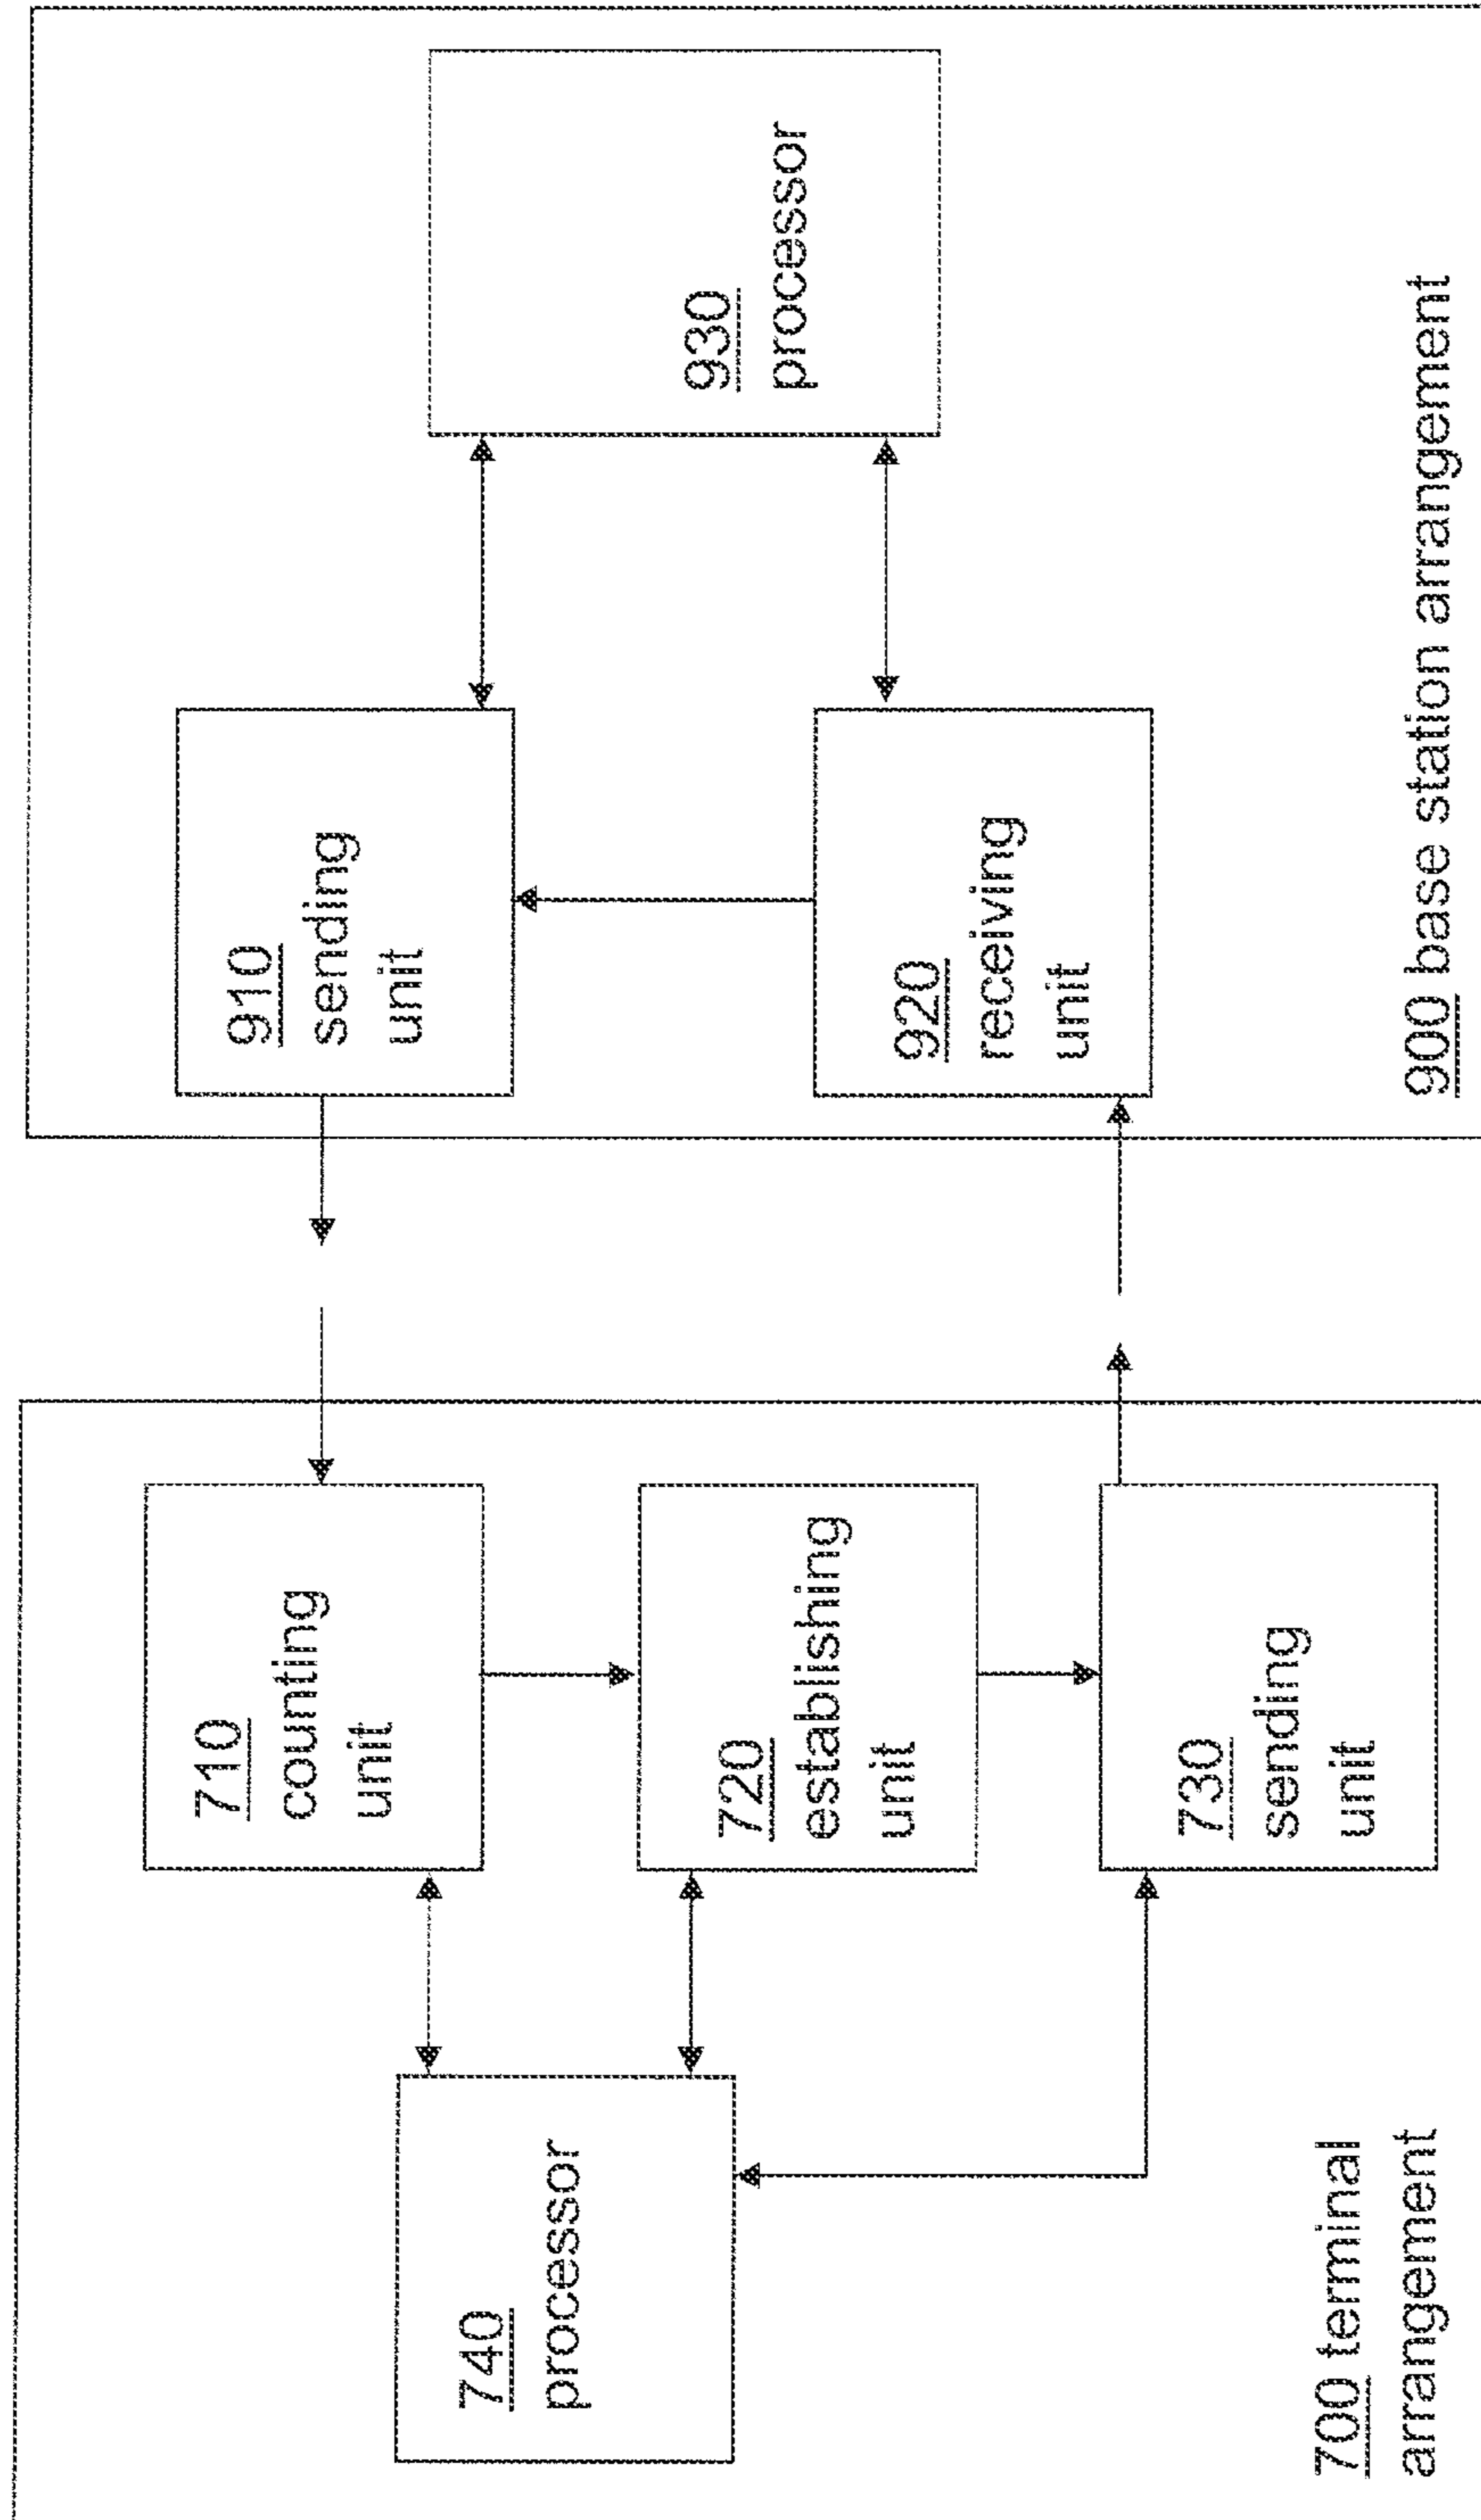 740
processor
710
counting
unit
720
establishing
unit
730
sending
unit
700 terminal
arrangement
910
sending
unit
920
receiving
unit
930
processor
900 base station arrangement